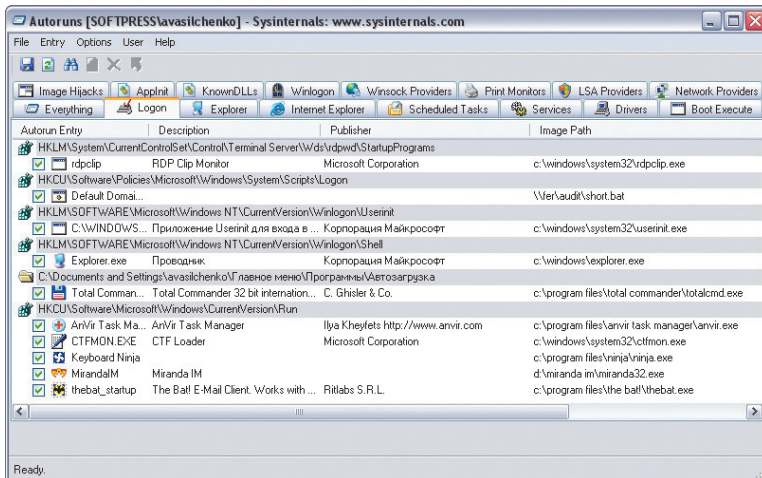 Autoruns [SOFTPRESS\avasilchenko] - Sysinternals: www.sysinternals.com
File Entry Options User Help
Image Hijacks AppInit KnownDLLs Winlogon Winsock Providers Print Monitors LSA Providers Network Providers
Everything Logon Explorer Internet Explorer Scheduled Tasks Services Drivers Boot Execute
Autorun Entry Description Publisher Image Path
HKLM\System\CurrentControlSet\Control\Terminal Server\Wds\rdpwd\StartupPrograms
rdpclip RDP Clip Monitor Microsoft Corporation c:\windows\system32\rdpclip.exe
HKCU\Software\Policies\Microsoft\Windows\System\Scripts\Logon
Default Domai... \\fer\audit\short.bat
HKLM\SOFTWARE\Microsoft\Windows NT\CurrentVersion\Winlogon\Userinit
C:\WINDOWS... Приложение Userinit для входа в ... Корпорация Майкрософт c:\windows\system32\userinit.exe
HKLM\SOFTWARE\Microsoft\Windows NT\CurrentVersion\Winlogon\Shell
Explorer.exe Проводник Корпорация Майкрософт c:\windows\explorer.exe
C:\Documents and Settings\avasilchenko\Главное меню\Программы\Автозагрузка
Total Comman... Total Commander 32 bit internation... C. Ghisler & Co. c:\program files\total commander\totalcmd.exe
HKCU\Software\Microsoft\Windows\CurrentVersion\Run
AnVir Task Ma... AnVir Task Manager Ilya Kheyfets http://www.anvir.com c:\program files\anvir task manager\anvir.exe
CTFMON.EXE CTF Loader Microsoft Corporation c:\windows\system32\ctfmon.exe
Keyboard Ninja c:\program files\ninja\ninja.exe
MirandaIM Miranda IM d:\miranda im\miranda32.exe
thebat_startup The Bat! E-Mail Client. Works with ... Ritlabs S.R.L. c:\program files\the bat!\thebat.exe
Ready.